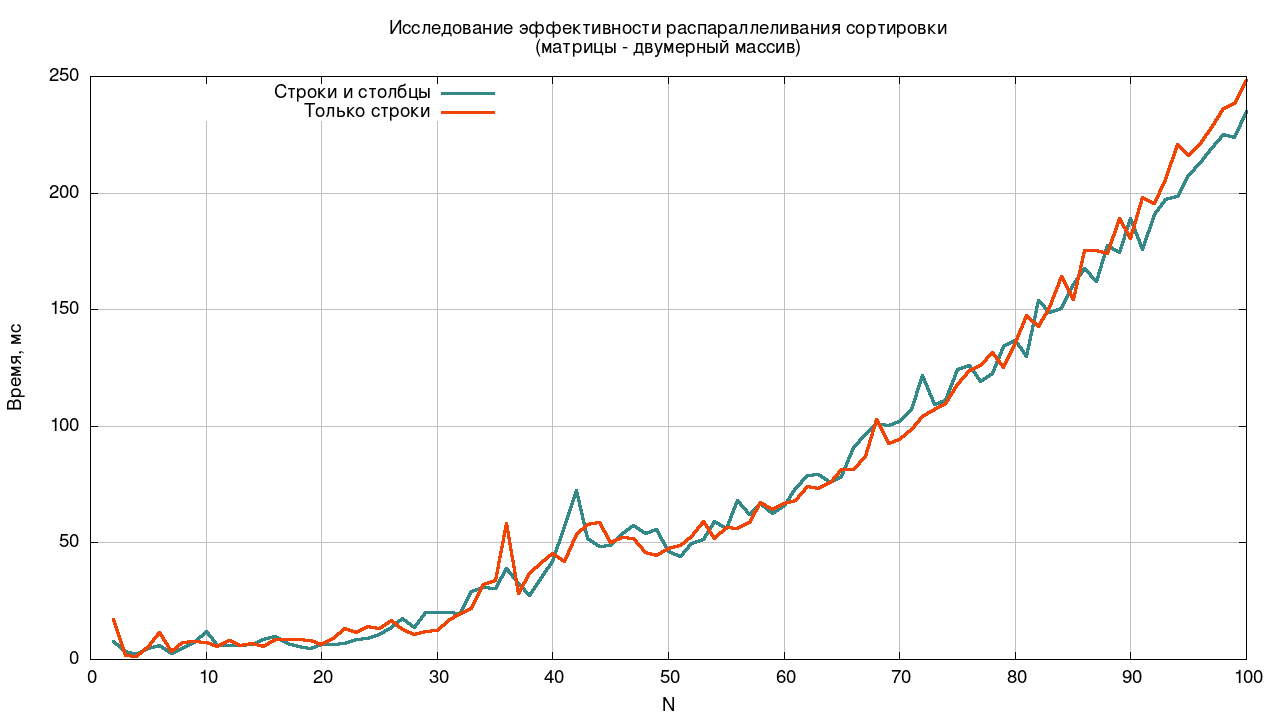 Исследование эффективности распараллеливания сортировки
(матрицы - двумерный массив)
Строки и столбцы
Только строки
250
200
150
100
50
0
Время, мс
0 10 20 30 40 50 60 70 80 90 100
N